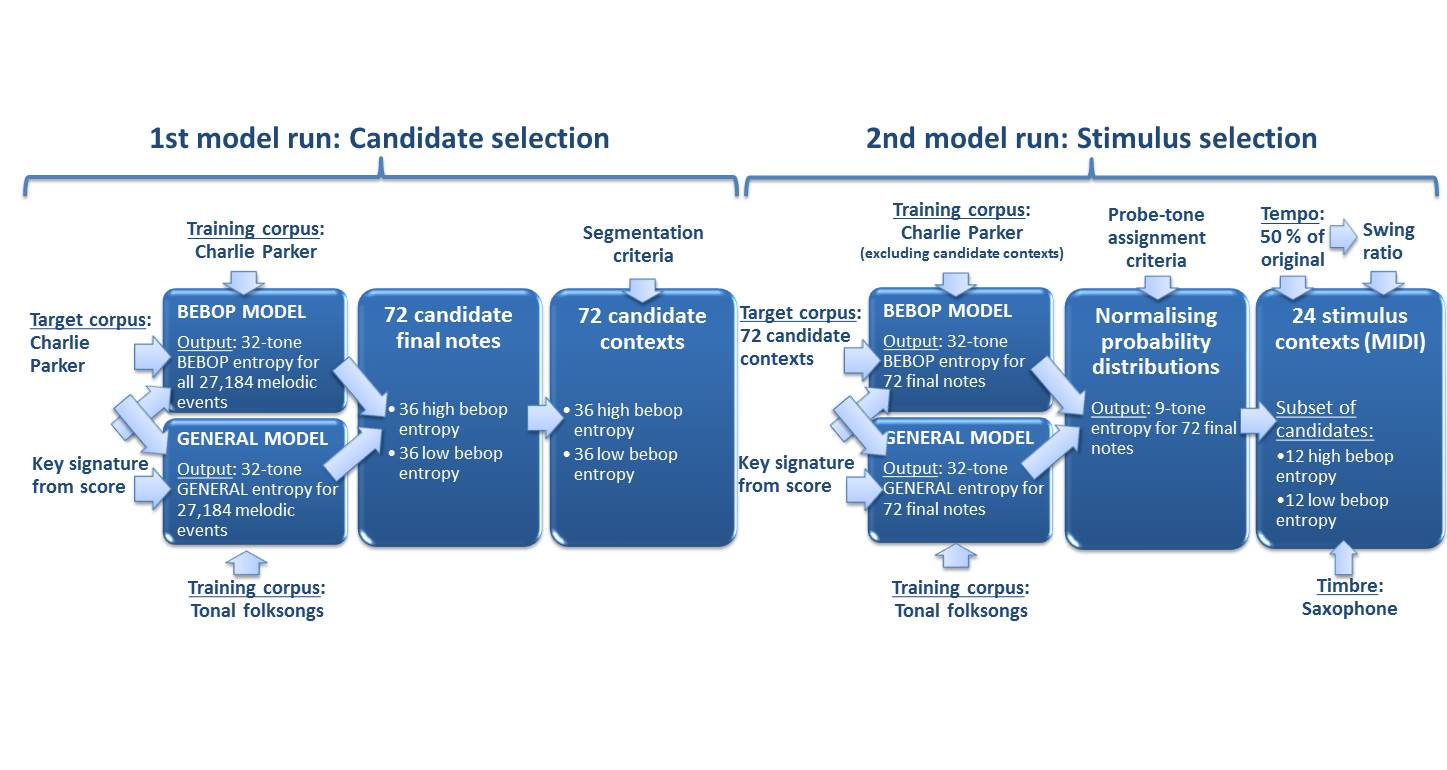 1st model run: Candidate selection
Training corpus:
Charlie Parker
Segmentation
criteria
Target corpus:
Charlie
Parker
Key signature
from score
BEBOP MODEL
Output: 32-tone
BEBOP entropy for
all 27,184 melodic
events
GENERAL MODEL
Output: 32-tone
GENERAL entropy for
27,184 melodic
events
Training corpus:
Tonal folksongs
72 candidate
final notes
• 36 high bebop
entropy
• 36 low bebop
entropy
72 candidate
contexts
• 36 high bebop
entropy
• 36 low bebop
entropy
2nd model run: Stimulus selection
Training corpus:
Charlie Parker
(excluding candidate contexts)
Probe-tone
assignment
criteria
Tempo:
50 % of
original
Swing
ratio
Target corpus:
72 candidate
contexts
Key signature
from score
BEBOP MODEL
Output: 32-tone
BEBOP entropy for
72 final notes
GENERAL MODEL
Output: 32-tone
GENERAL entropy for
72 final notes
Training corpus:
Tonal folksongs
Normalising
probability
distributions
Output: 9-tone
entropy for 72 final
notes
24 stimulus
contexts (MIDI)
Subset of
candidates:
•12 high bebop
entropy
•12 low bebop
entropy
Timbre:
Saxophone